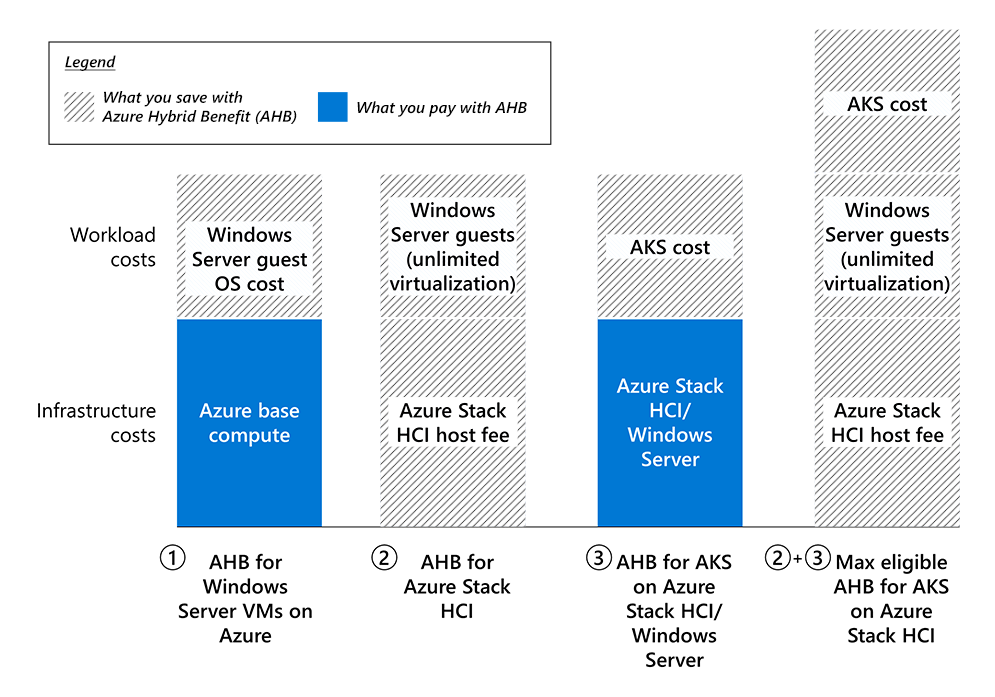 Legend
What you save with
Azure Hybrid Benefit (AHB)
What you pay with AHB
Workload
costs
Infrastructure
costs
Windows
Server guest
OS cost
Azure base
compute
Windows
Server guests
(unlimited
virtualization)
Azure Stack
HCI host fee
AKS cost
Azure Stack
HCI/
Windows
Server
AKS cost
Windows
Server guests
(unlimited
virtualization)
Azure Stack
HCI host fee
① AHB for
Windows
Server VMs on
Azure
② AHB for
Azure Stack
HCI
③ AHB for AKS
on Azure
Stack HCI/
Windows
Server
②+③ Max eligible
AHB for AKS
on Azure
Stack HCI